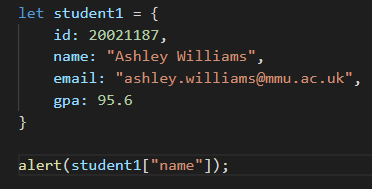 let student1 = {
    id: 20021187,
    name: "Ashley Williams",
    email: "ashley.williams@mmu.ac.uk",
    gpa: 95.6
}

alert(student1["name"]);